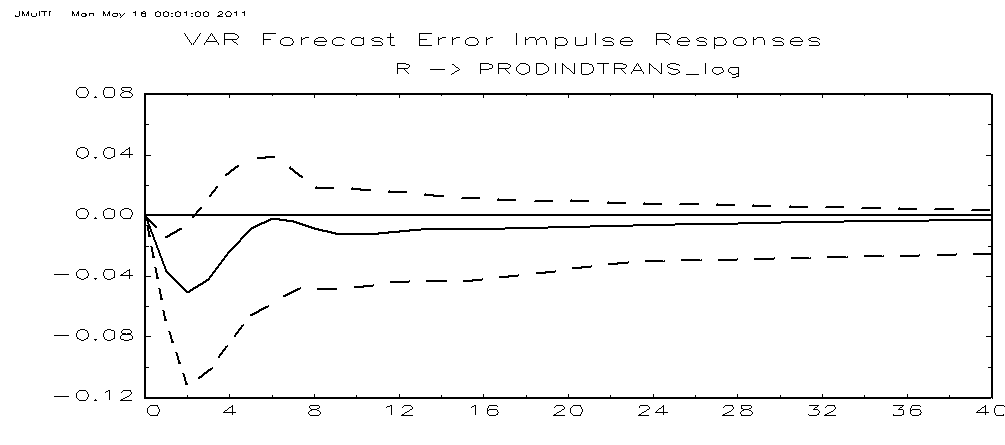 JMulTi Mon May 16 00:01:00 2011
VAR Forecast Error Impulse Responses
R -> PRODINDTRANS_log
0.08
0.04
0.00
-0.04
-0.08
-0.12
0 4 8 12 16 20 24 28 32 36 40